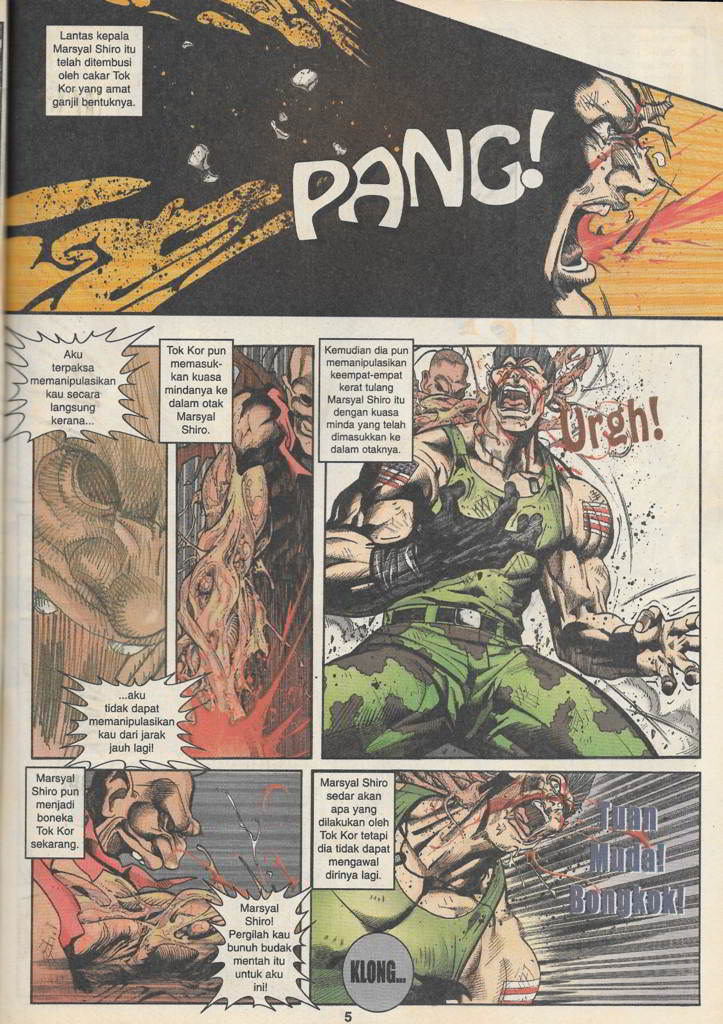 Lantas kepala
Marsyal Shiro itu
telah ditembusi
oleh cakar Tok
Kor yang amat
ganjil bentuknya.
PANG!
Aku
terpaksa
memanipulasikan
kau secara
langsung
kerana...
Tok Kor pun
memasuk-
kan kuasa
mindanya ke
dalam otak
Marsyal
Shiro.
Kemudian dia pun
memanipulasikan
keempat-empat
kerat tulang
Marsyal Shiro itu
dengan kuasa
minda yang telah
dimasukkan ke
dalam otaknya.
Urgh!
...aku
tidak dapat
memanipulasikan
kau dari jarak
jauh lagi!
Marsyal
Shiro pun
menjadi
boneka
Tok Kor
sekarang.
Marsyal
Shiro!
Pergilah kau
bunuh budak
mentah itu
untuk aku
ini!
Marsyal Shiro
sedar akan
apa yang
dilakukan oleh
Tok Kor tetapi
dia tidak dapat
mengawal
dirinya lagi.
Tuan
Muda!
Bongkok!
KLONG...
5